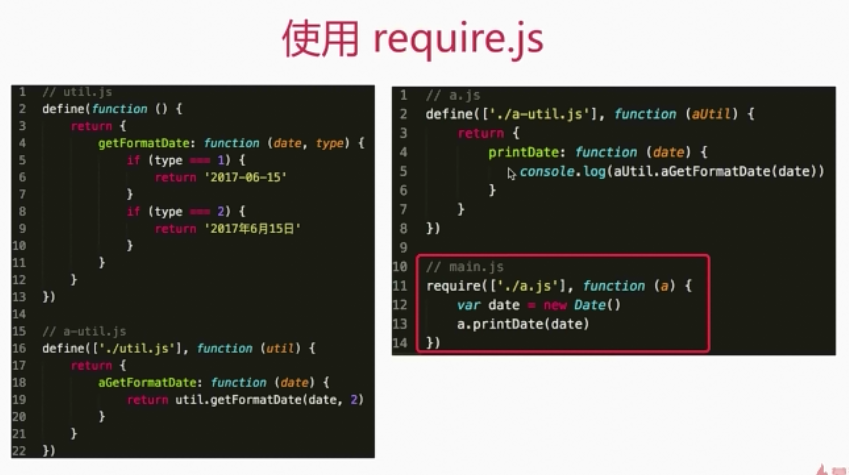 使用 require.js
1 // util.js
2 define(function () {
3 return {
4 getFormatDate: function (date, type) {
5 if (type === 1) {
6 return '2017-06-15'
7 }
8 if (type === 2) {
9 return '2017年6月15日'
10 }
11 }
12 }
13 })
14
15 // a-util.js
16 define(['./util.js'], function (util) {
17 return {
18 aGetFormatDate: function (date) {
19 return util.getFormatDate(date, 2)
20 }
21 }
22 })
1 // a.js
2 define(['./a-util.js'], function (aUtil) {
3 return {
4 printDate: function (date) {
5 console.log(aUtil.aGetFormatDate(date))
6 }
7 }
8 })
9
10 // main.js
11 require(['./a.js'], function (a) {
12 var date = new Date()
13 a.printDate(date)
14 })